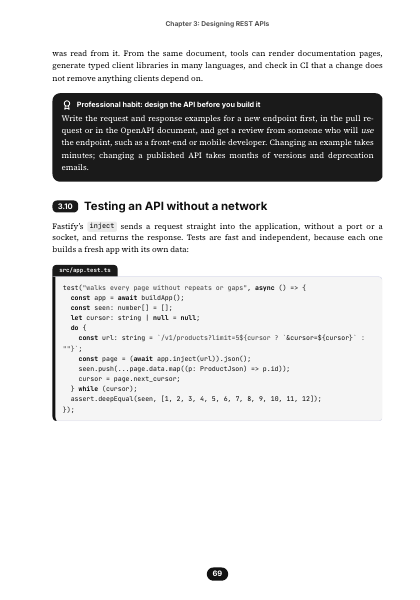 Chapter 3: Designing REST APIs
was read from it. From the same document, tools can render documentation pages,
generate typed client libraries in many languages, and check in CI that a change does
not remove anything clients depend on.
Professional habit: design the API before you build it
Write the request and response examples for a new endpoint first, in the pull re-
quest or in the OpenAPI document, and get a review from someone who will use
the endpoint, such as a front-end or mobile developer. Changing an example takes
minutes; changing a published API takes months of versions and deprecation
emails.
3.10 Testing an API without a network
Fastify's inject sends a request straight into the application, without a port or a
socket, and returns the response. Tests are fast and independent, because each one
builds a fresh app with its own data:
src/app.test.ts
test("walks every page without repeats or gaps", async () => {
  const app = await buildApp();
  const seen: number[] = [];
  let cursor: string | null = null;
  do {
    const url: string = `/v1/products?limit=5${cursor ? `&cursor=${cursor}` :
""}`;
    const page = (await app.inject(url)).json();
    seen.push(...page.data.map((p: ProductJson) => p.id));
    cursor = page.next_cursor;
  } while (cursor);
  assert.deepEqual(seen, [1, 2, 3, 4, 5, 6, 7, 8, 9, 10, 11, 12]);
});
69